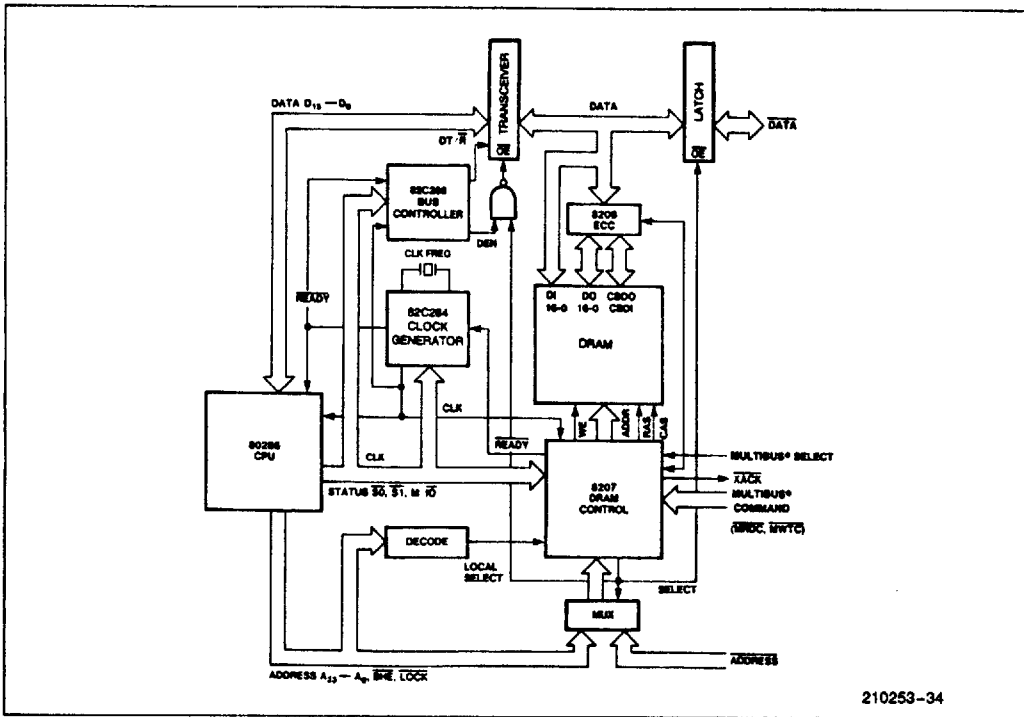 DATA D15 — D0
TRANSCEIVER
OE
DATA
LATCH
OE
DATA
DT/R
82C288
BUS
CONTROLLER
DEN
8206
ECC
CLK FREQ
READY
82C284
CLOCK
GENERATOR
DI
16-0
DO
16-0
CBDO
CBDI
DRAM
CLK
WE
ADDR
RAS
CAS
80286
CPU
CLK
READY
STATUS S0, S1, M IO
8207
DRAM
CONTROL
MULTIBUS® SELECT
XACK
MULTIBUS®
COMMAND
(MRDC, MWTC)
DECODE
LOCAL
SELECT
SELECT
MUX
ADDRESS
ADDRESS A23 — A0, BHE, LOCK
210253-34